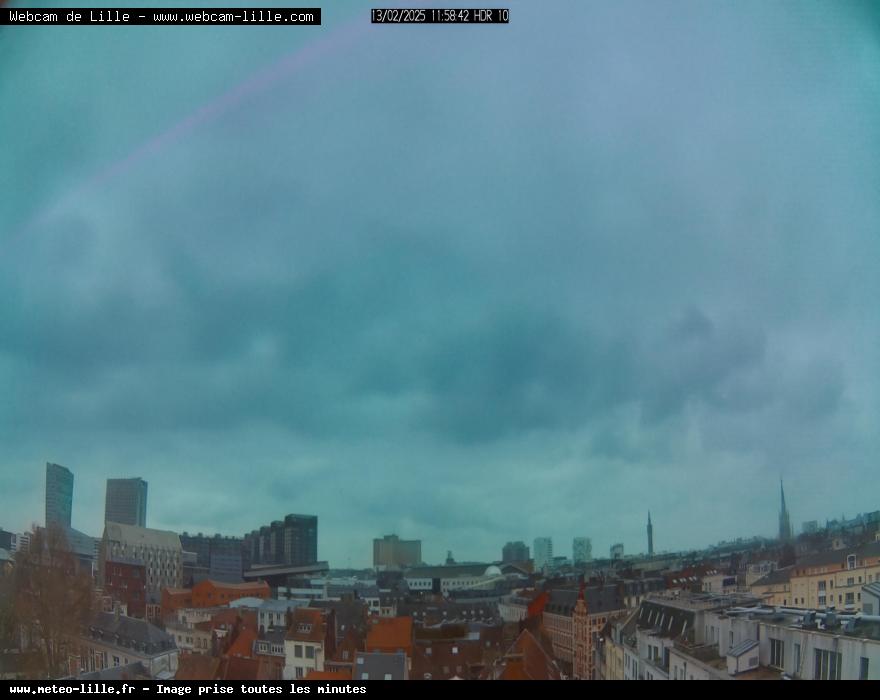 Webcam de Lille - www.webcam-lille.com
13/02/2025 11:58:42 HDR 10
www.meteo-lille.fr - Image prise toutes les minutes